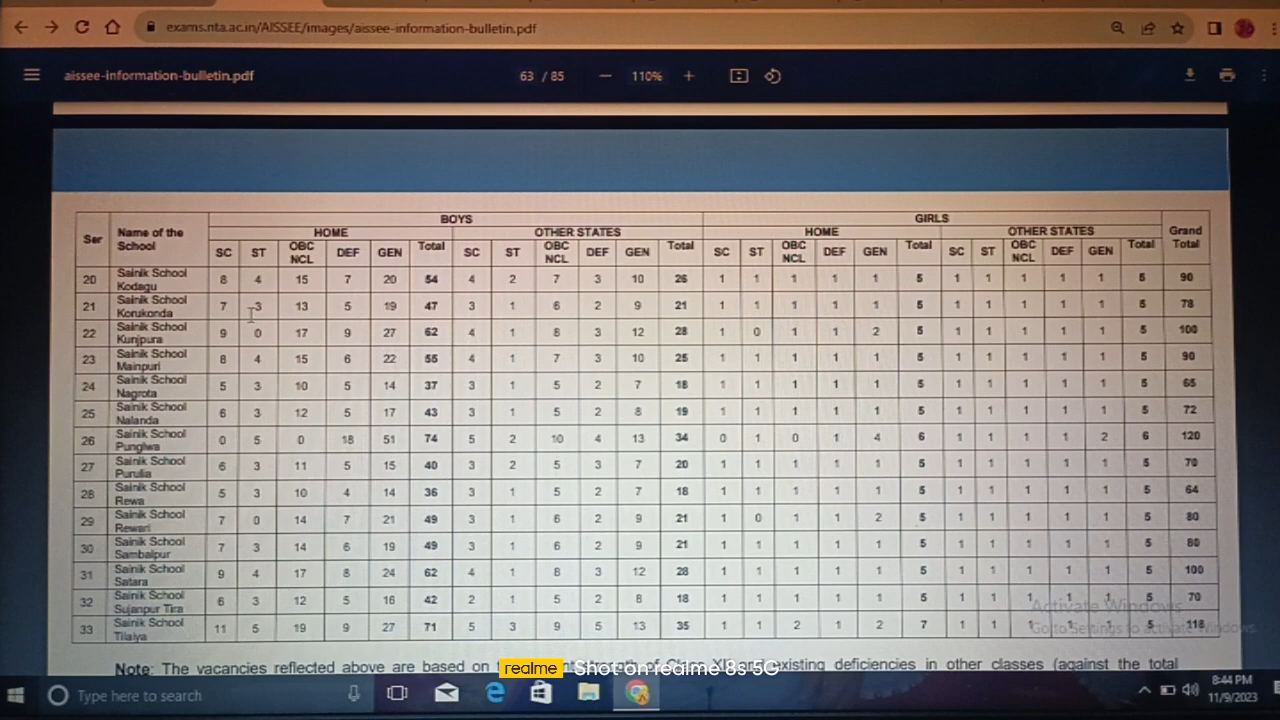 exams.nta.ac.in/AISSEE/images/aissee-information-bulletin.pdf
aissee-information-bulletin.pdf 63 / 85 110%
BOYS GIRLS
Ser Name of the School HOME OTHER STATES HOME OTHER STATES Grand Total
SC ST OBC NCL DEF GEN Total SC ST OBC NCL DEF GEN Total SC ST OBC NCL DEF GEN Total SC ST OBC NCL DEF GEN Total
20 Sainik School Kodagu 8 4 15 7 20 54 4 2 7 3 10 26 1 1 1 1 1 5 1 1 1 1 1 5 90
21 Sainik School Korukonda 7 3 13 5 19 47 3 1 6 2 9 21 1 1 1 1 1 5 1 1 1 1 1 5 78
22 Sainik School Kunjpura 9 0 17 9 27 62 4 1 8 3 12 28 1 0 1 1 2 5 1 1 1 1 1 5 100
23 Sainik School Mainpuri 8 4 15 6 22 55 4 1 7 3 10 25 1 1 1 1 1 5 1 1 1 1 1 5 90
24 Sainik School Nagrota 5 3 10 5 14 37 3 1 5 2 7 18 1 1 1 1 1 5 1 1 1 1 1 5 65
25 Sainik School Nalanda 6 3 12 5 17 43 3 1 5 2 8 19 1 1 1 1 1 5 1 1 1 1 1 5 72
26 Sainik School Punglwa 0 5 0 18 51 74 5 2 10 4 13 34 0 1 0 1 4 6 1 1 1 1 2 6 120
27 Sainik School Purulia 6 3 11 5 15 40 3 2 5 3 7 20 1 1 1 1 1 5 1 1 1 1 1 5 70
28 Sainik School Rewa 5 3 10 4 14 36 3 1 5 2 7 18 1 1 1 1 1 5 1 1 1 1 1 5 64
29 Sainik School Rewari 7 0 14 7 21 49 3 1 6 2 9 21 1 0 1 1 2 5 1 1 1 1 1 5 80
30 Sainik School Sambalpur 7 3 14 6 19 49 3 1 6 2 9 21 1 1 1 1 1 5 1 1 1 1 1 5 80
31 Sainik School Satara 9 4 17 8 24 62 4 1 8 3 12 28 1 1 1 1 1 5 1 1 1 1 1 5 100
32 Sainik School Sujanpur Tira 6 3 12 5 16 42 2 1 5 2 8 18 1 1 1 1 1 5 1 1 1 1 1 5 70
33 Sainik School Tilaiya 11 5 19 9 27 71 5 3 9 5 13 35 1 1 2 1 2 7 1 1 1 1 1 5 118
Activate Windows
Go to Settings to activate Windows.
Note: The vacancies reflected above are based on existing deficiencies in other classes (against the total
realme Shot on realme 8s 5G
Type here to search
8:44 PM
11/9/2023